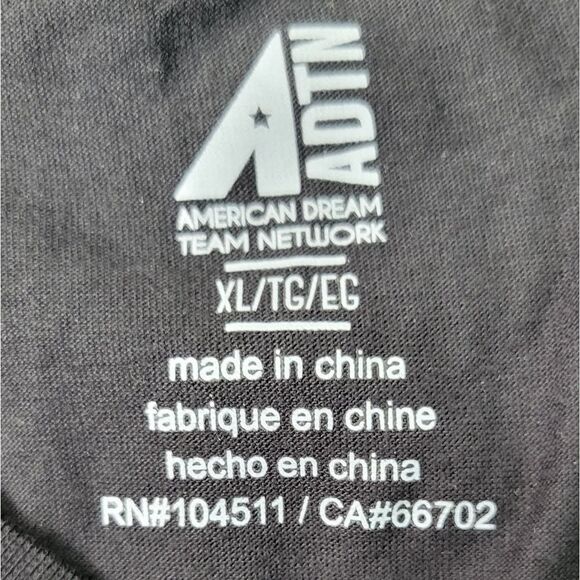 ADTN
AMERICAN DREAM
TEAM NETWORK
XL/TG/EG
made in china
fabrique en chine
hecho en china
RN#104511 / CA#66702